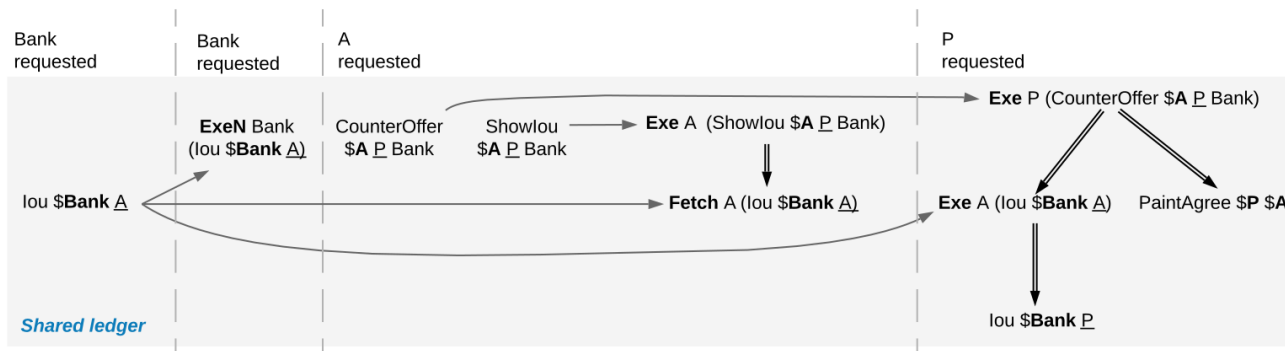 Bank
requested
Bank
requested
A
requested
P
requested
Exe P (CounterOffer $A P Bank)
ExeN Bank
(Iou $Bank A)
CounterOffer
$A P Bank
ShowIou
$A P Bank
Exe A (ShowIou $A P Bank)
Iou $Bank A
Fetch A (Iou $Bank A)
Exe A (Iou $Bank A)
PaintAgree $P $A
Iou $Bank P
Shared ledger